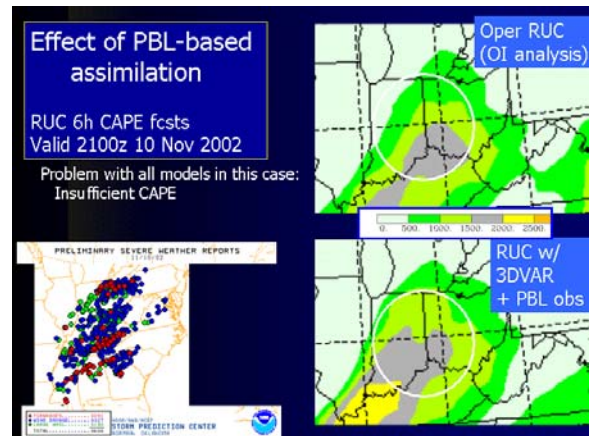 Effect of PBL-based
assimilation
RUC 6h CAPE fcsts
Valid 2100z 10 Nov 2002
Problem with all models in this case:
Insufficient CAPE
Oper RUC
(OI analysis)
0. 500. 1000. 1500. 2000. 2500.
RUC w/
3DVAR
+ PBL obs
PRELIMINARY SEVERE WEATHER REPORTS
11/10/02
STORM PREDICTION CENTER
NORMAN, OKLAHOMA